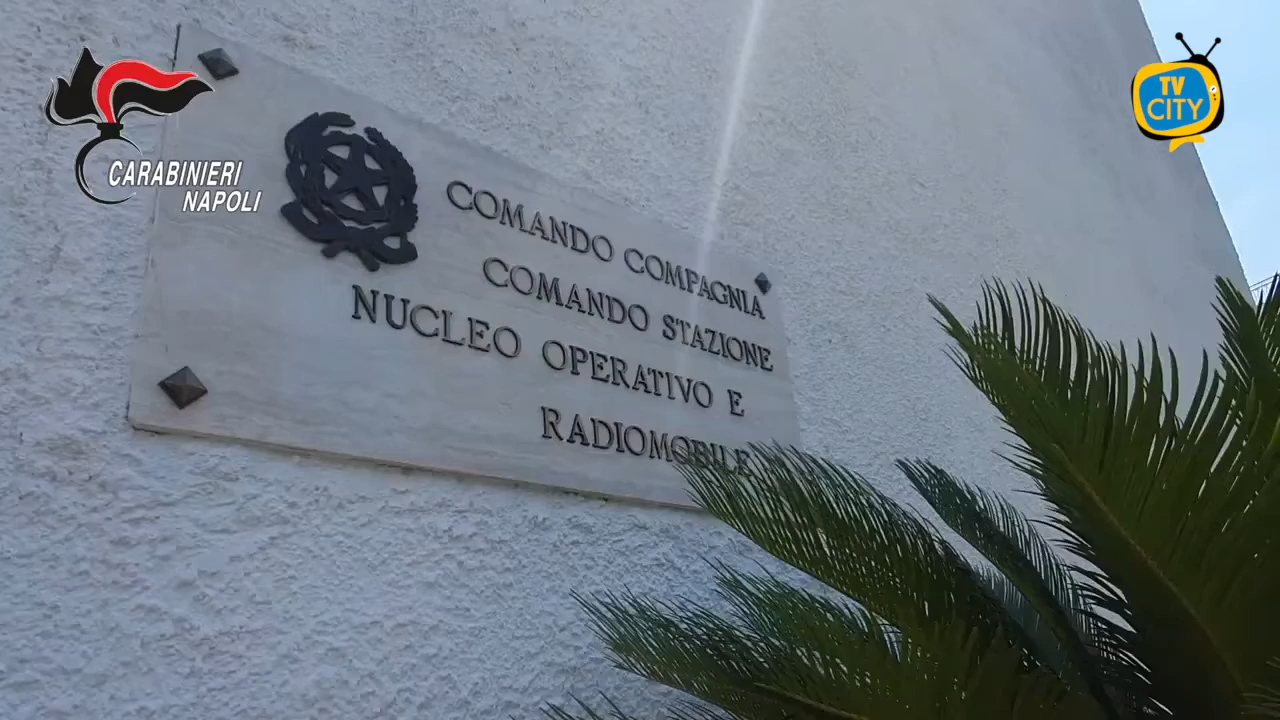 CARABINIERI
NAPOLI
TV
CITY
COMANDO COMPAGNIA
COMANDO STAZIONE
NUCLEO OPERATIVO E
RADIOMOBILE